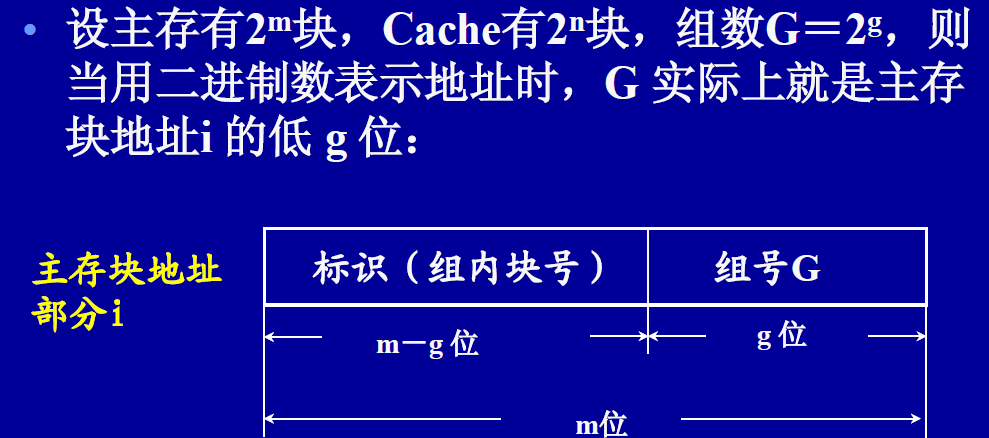 • 设主存有2ᵐ块，Cache有2ⁿ块，组数G＝2ᵍ，则
当用二进制数表示地址时，G 实际上就是主存
块地址i 的低 g 位：
主存块地址
部分i
标识（组内块号）
组号G
m－g 位
g 位
m位